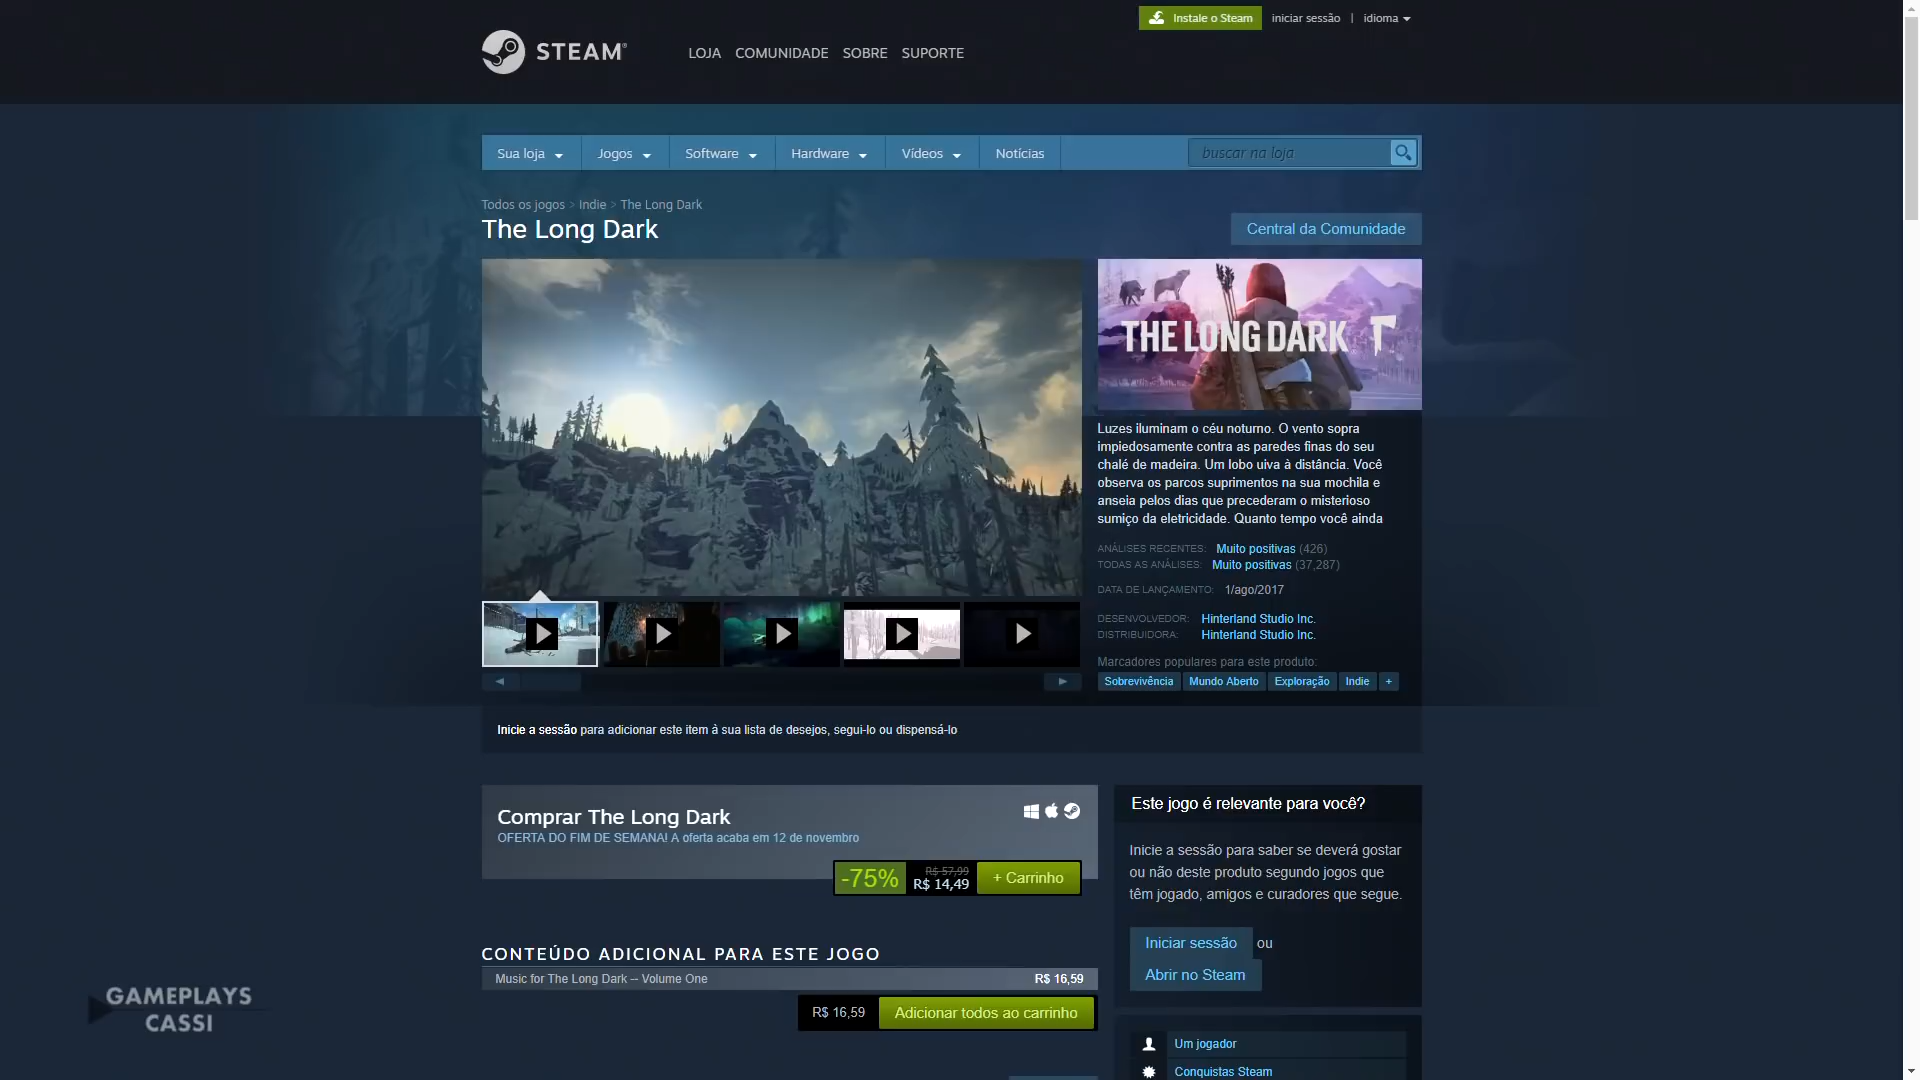 Instale o Steam
iniciar sessão | idioma
STEAM®
LOJA COMUNIDADE SOBRE SUPORTE
Sua loja Jogos Software Hardware Vídeos Notícias
buscar na loja
Todos os jogos > Indie > The Long Dark
The Long Dark
Central da Comunidade
THE LONG DARK
Luzes iluminam o céu noturno. O vento sopra
impiedosamente contra as paredes finas do seu
chalé de madeira. Um lobo uiva à distância. Você
observa os parcos suprimentos na sua mochila e
anseia pelos dias que precederam o misterioso
sumiço da eletricidade. Quanto tempo você ainda
ANÁLISES RECENTES: Muito positivas (426)
TODAS AS ANÁLISES: Muito positivas (37,287)
DATA DE LANÇAMENTO: 1/ago/2017
DESENVOLVEDOR: Hinterland Studio Inc.
DISTRIBUIDORA: Hinterland Studio Inc.
Marcadores populares para este produto:
Sobrevivência Mundo Aberto Exploração Indie +
Inicie a sessão para adicionar este item à sua lista de desejos, segui-lo ou dispensá-lo
Comprar The Long Dark
OFERTA DO FIM DE SEMANA! A oferta acaba em 12 de novembro
-75% R$ 57,99
R$ 14,49
+ Carrinho
CONTEÚDO ADICIONAL PARA ESTE JOGO
Music for The Long Dark -- Volume One R$ 16,59
R$ 16,59 Adicionar todos ao carrinho
Este jogo é relevante para você?
Inicie a sessão para saber se deverá gostar
ou não deste produto segundo jogos que
têm jogado, amigos e curadores que segue.
Iniciar sessão ou
Abrir no Steam
Um jogador
Conquistas Steam
GAMEPLAYS
CASSI